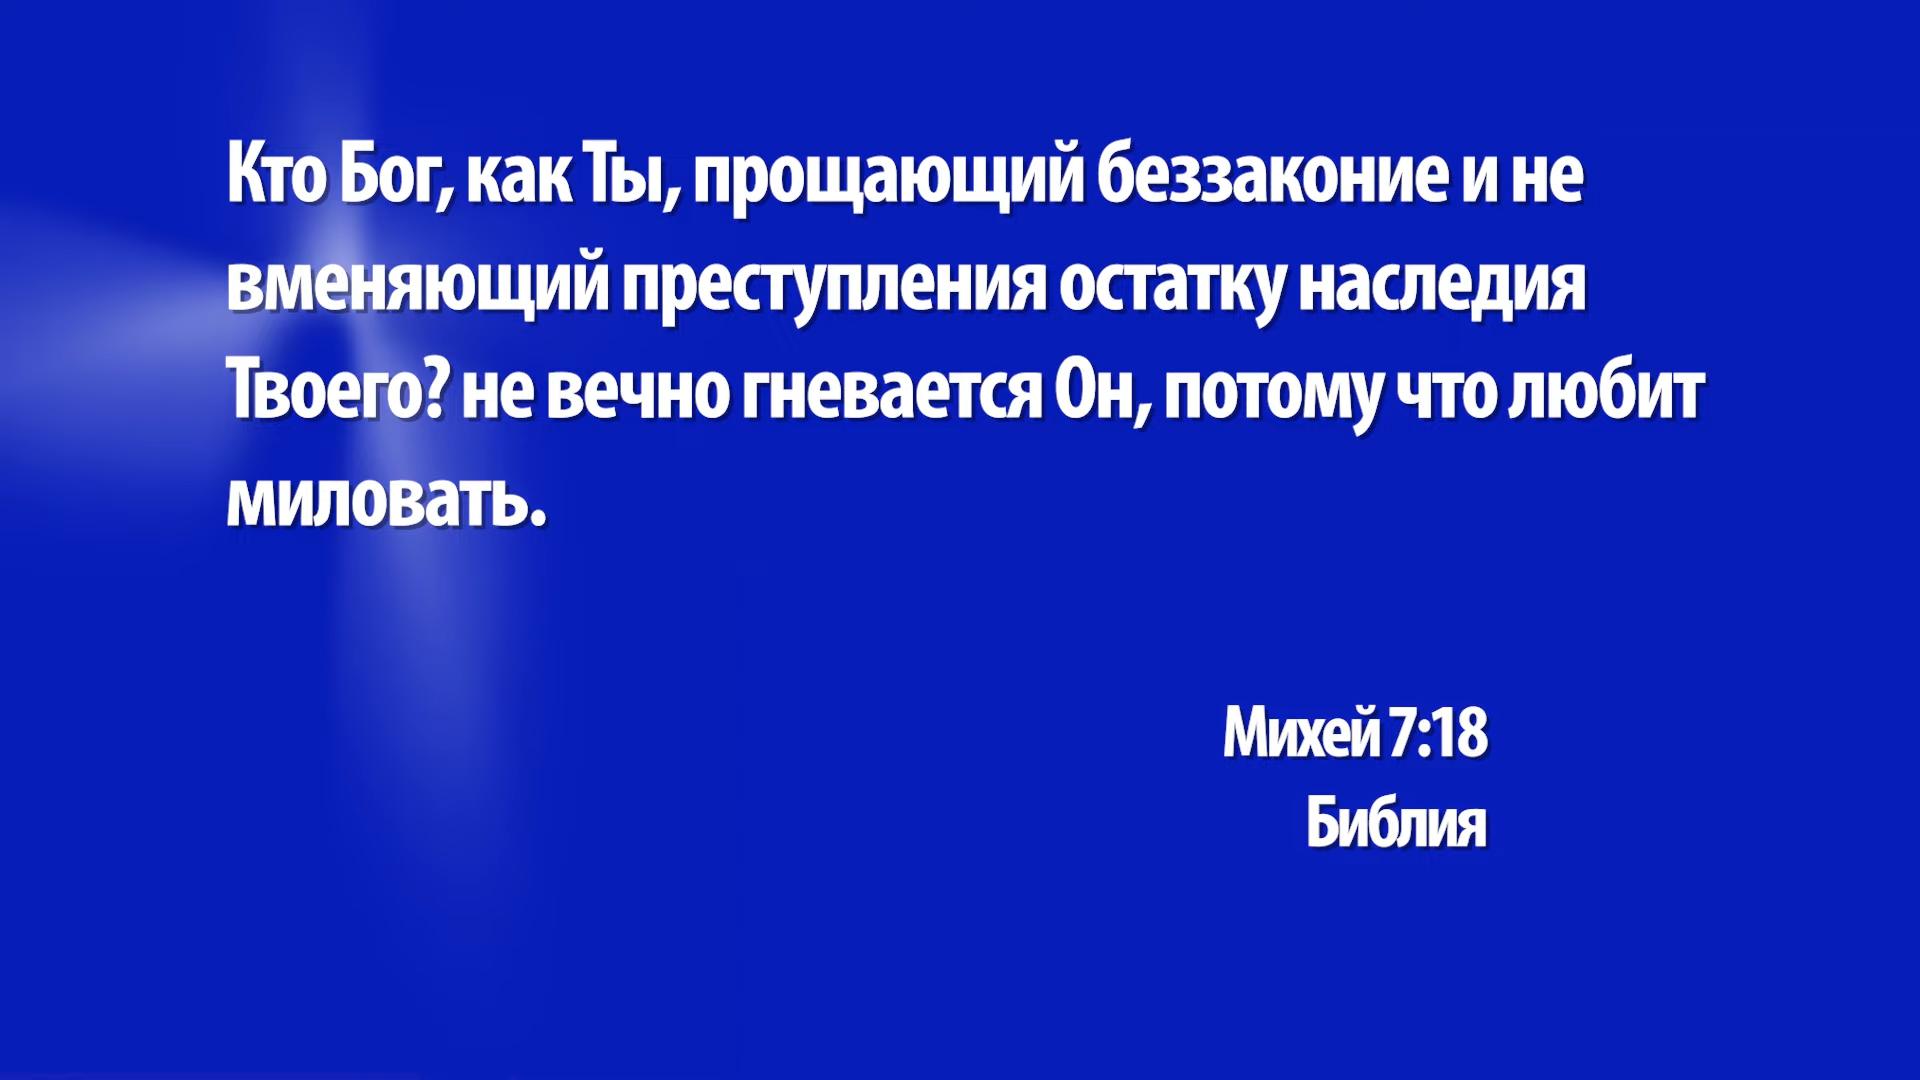 Кто Бог, как Ты, прощающий беззаконие и не
вменяющий преступления остатку наследия
Твоего? не вечно гневается Он, потому что любит
миловать.
Михей 7:18
Библия